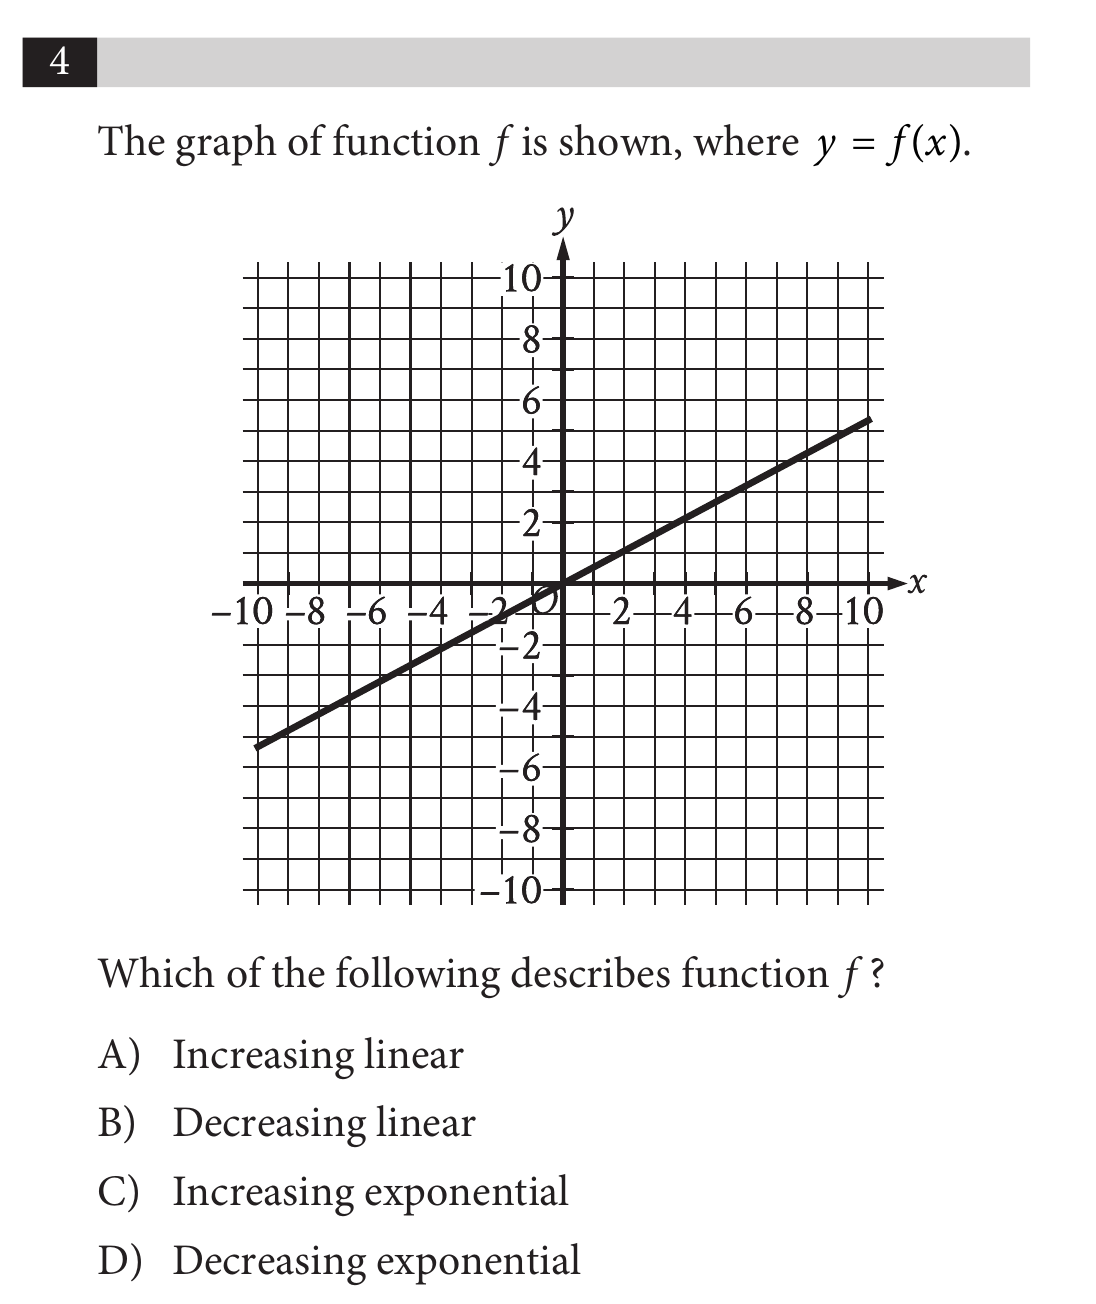 4
The graph of function f is shown, where y = f(x).
y
10
8
6
4
2
O
x
−10 −8 −6 −4 −2 2 4 6 8 10
−2
−4
−6
−8
−10
Which of the following describes function f ?
A) Increasing linear
B) Decreasing linear
C) Increasing exponential
D) Decreasing exponential